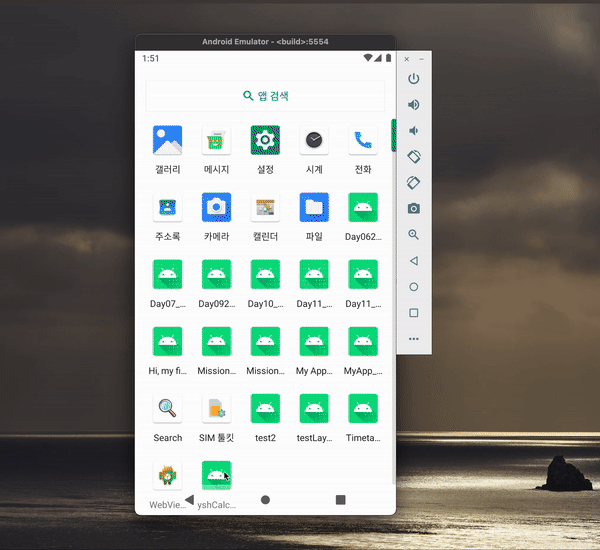 Android Emulator - <build>:5554
1:51
앱 검색
갤러리 메시지 설정 시계 전화
주소록 카메라 캘린더 파일 Day062...
Day07_... Day092... Day10_... Day11_... Day11_...
Hi, my fi... Mission... Mission... My App... MyApp_...
Search SIM 툴킷 test2 testLay... Timeta...
WebVie... yshCalc...